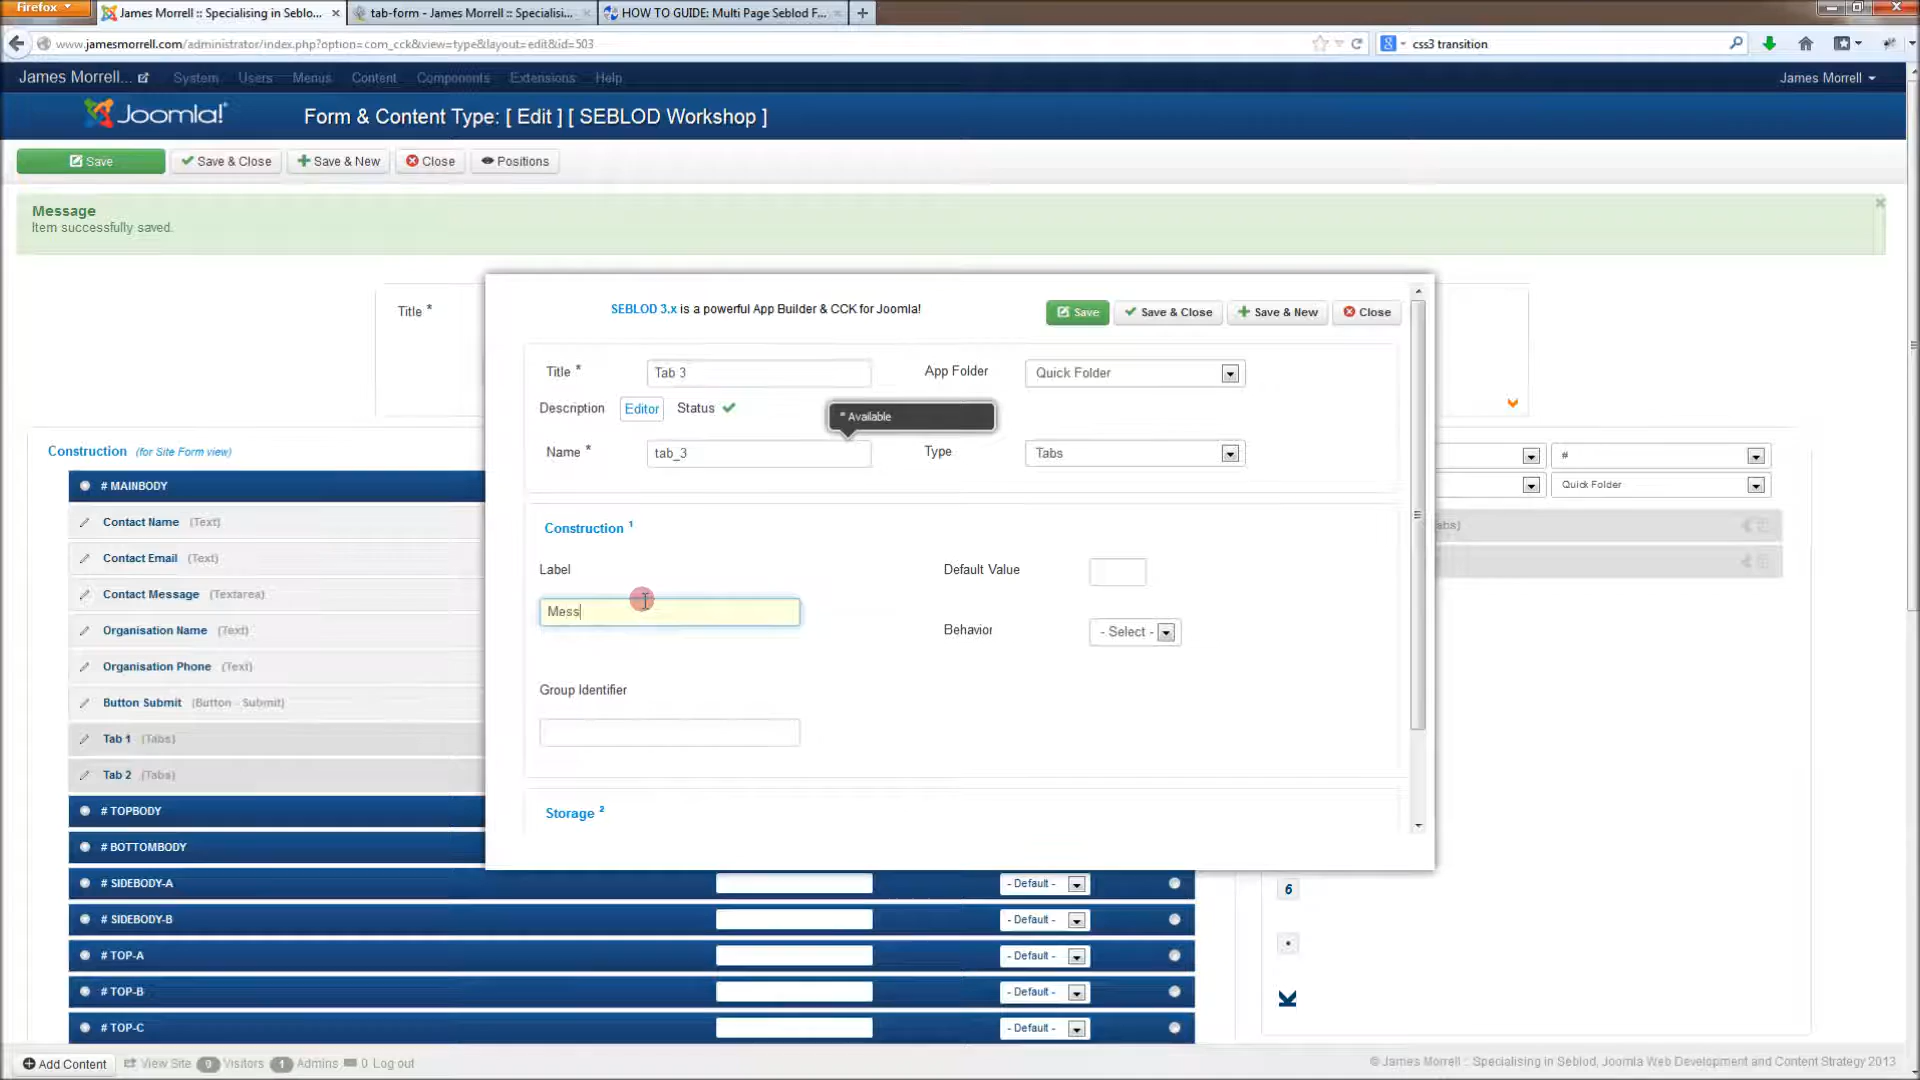 Firefox
James Morrell :: Specialising in Seblo...
tab-form - James Morrell :: Specialisi...
HOW TO GUIDE: Multi Page Seblod F...
www.jamesmorrell.com/administrator/index.php?option=com_cck&view=type&layout=edit&id=503
css3 transition
James Morrell... System Users Menus Content Components Extensions Help
James Morrell
Joomla!
Form & Content Type: [ Edit ] [ SEBLOD Workshop ]
Save
Save & Close
Save & New
Close
Positions
Message
Item successfully saved.
Title *
SEBLOD 3.x is a powerful App Builder & CCK for Joomla!
Save
Save & Close
Save & New
Close
Title *
Tab 3
App Folder
Quick Folder
Description
Editor
Status
* Available
Name *
tab_3
Type
Tabs
Construction 1
Label
Mess
Default Value
Behavior
- Select -
Group Identifier
Storage 2
Construction (for Site Form view)
# MAINBODY
Contact Name (Text)
Contact Email (Text)
Contact Message (Textarea)
Organisation Name (Text)
Organisation Phone (Text)
Button Submit (Button - Submit)
Tab 1 (Tabs)
Tab 2 (Tabs)
# TOPBODY
# BOTTOMBODY
# SIDEBODY-A
- Default -
# SIDEBODY-B
- Default -
# TOP-A
- Default -
# TOP-B
- Default -
# TOP-C
- Default -
#
Quick Folder
abs)
6
K
Add Content
View Site
0 Visitors
1 Admins
0 Log out
© James Morrell :: Specialising in Seblod, Joomla Web Development and Content Strategy 2013